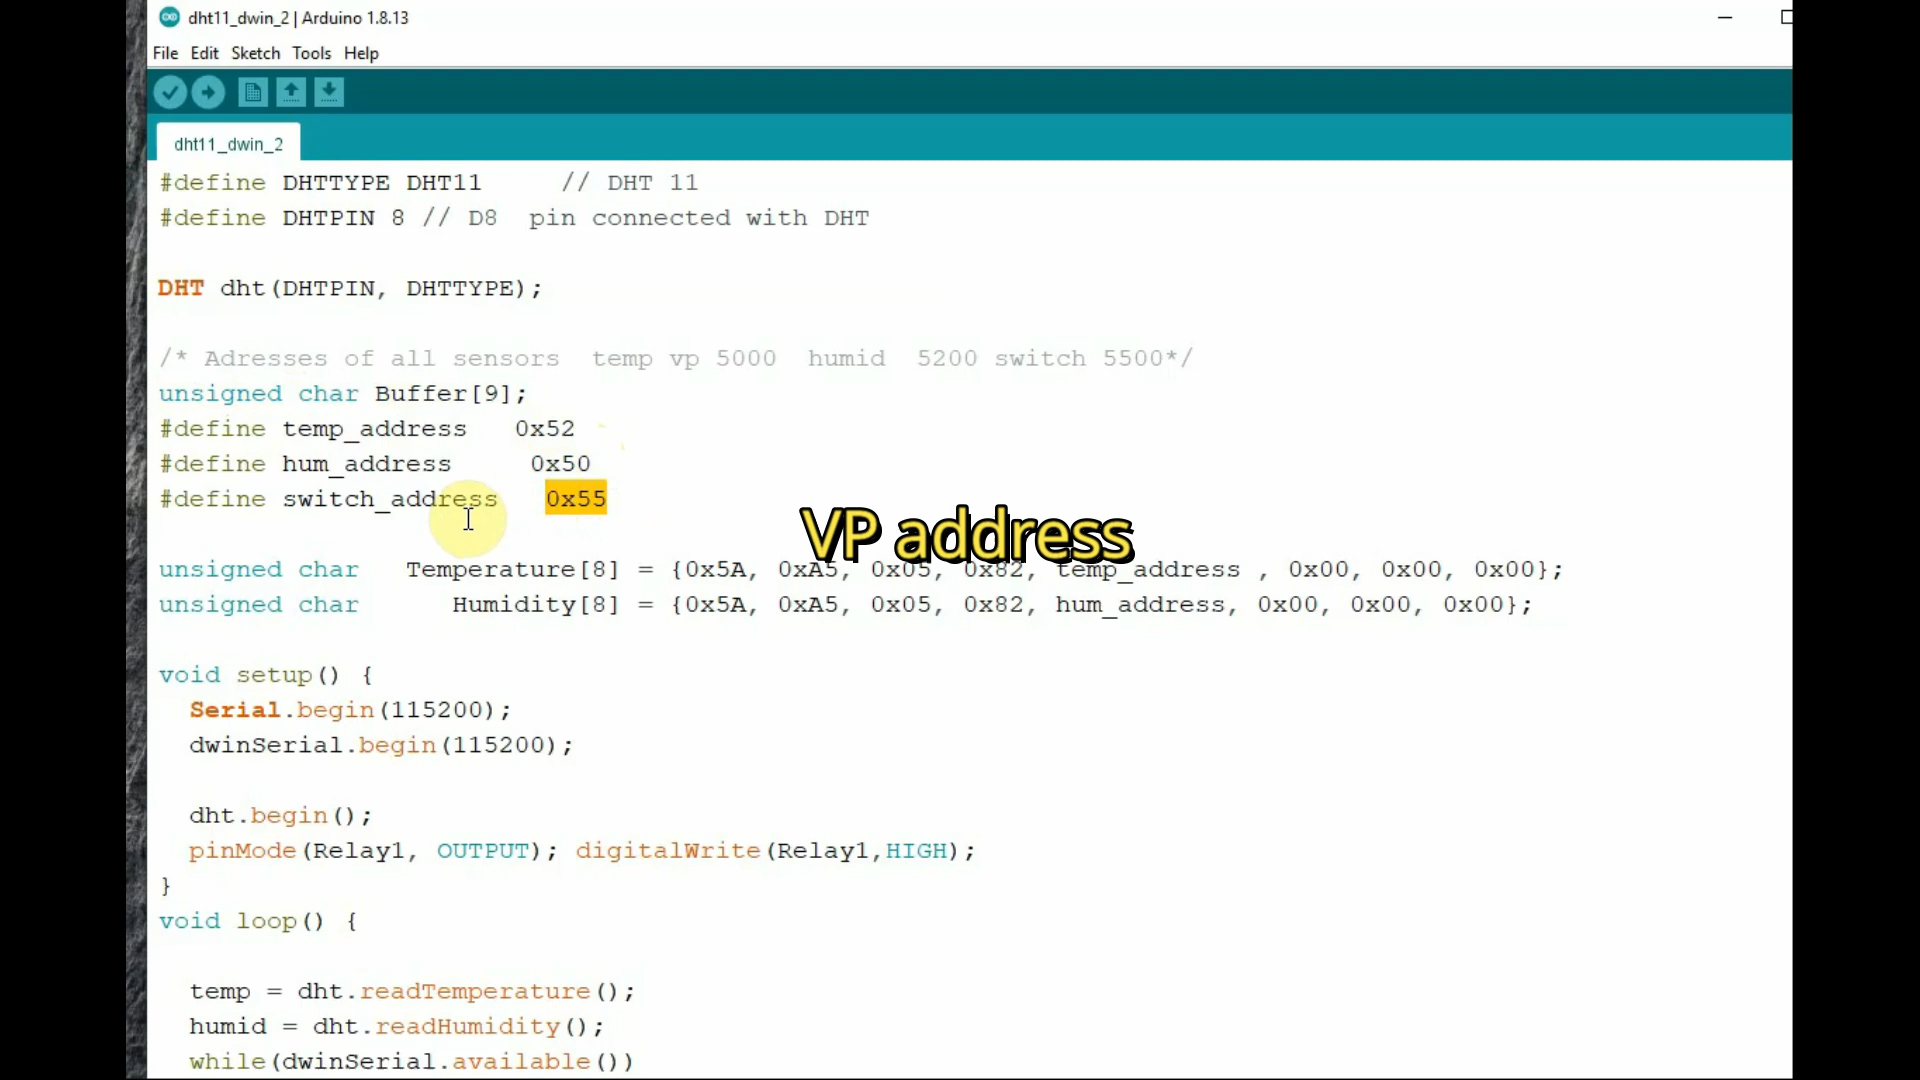 dht11_dwin_2 | Arduino 1.8.13
File Edit Sketch Tools Help
dht11_dwin_2
#define DHTTYPE DHT11 // DHT 11
#define DHTPIN 8 // D8 pin connected with DHT
DHT dht(DHTPIN, DHTTYPE);
/* Adresses of all sensors temp vp 5000 humid 5200 switch 5500*/
unsigned char Buffer[9];
#define temp_address 0x52
#define hum_address 0x50
#define switch_address 0x55
VP address
unsigned char Temperature[8] = {0x5A, 0xA5, 0x05, 0x82, temp_address , 0x00, 0x00, 0x00};
unsigned char Humidity[8] = {0x5A, 0xA5, 0x05, 0x82, hum_address, 0x00, 0x00, 0x00};
void setup() {
Serial.begin(115200);
dwinSerial.begin(115200);
dht.begin();
pinMode(Relay1, OUTPUT); digitalWrite(Relay1,HIGH);
}
void loop() {
temp = dht.readTemperature();
humid = dht.readHumidity();
while(dwinSerial.available())